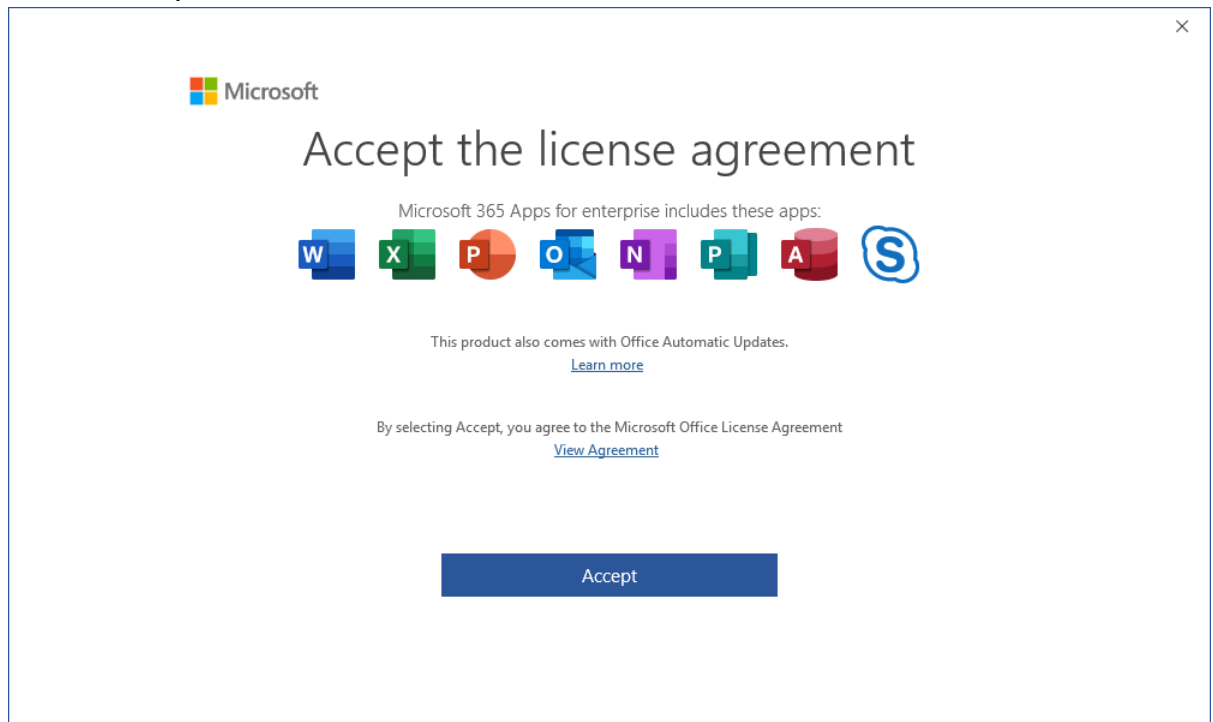 Microsoft
Accept the license agreement
Microsoft 365 Apps for enterprise includes these apps:
W X P O N P A S
This product also comes with Office Automatic Updates.
Learn more
By selecting Accept, you agree to the Microsoft Office License Agreement
View Agreement
Accept